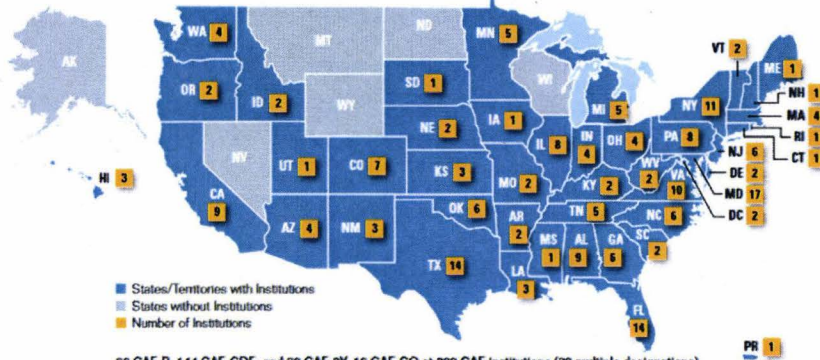 WA 4
MT
ND
MN 5
VT 2
ME 1
AK
OR 2
ID 2
SD 1
WI
MI 5
NY 11
NH 1
MA 4
WY
IA 1
RI 1
NE 2
IL 8
IN 4
OH 4
PA 8
NJ 6
CT 1
NV
UT 1
CO 7
KS 3
MO 2
KY 2
WV 2
VA 10
DE 2
MD 17
DC 2
HI 3
CA 9
AZ 4
NM 3
OK 6
AR 2
TN 5
NC 6
SC 2
MS 1
AL 9
GA 6
TX 14
LA 3
FL 14
PR 1
States/Territories with Institutions
States without Institutions
Number of Institutions